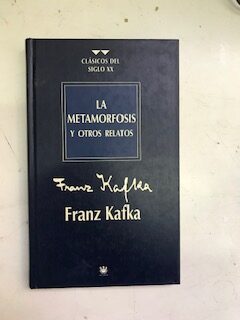 CLÁSICOS DEL
SIGLO XX
LA
METAMORFOSIS
Y OTROS RELATOS
Franz Kafka
Franz Kafka